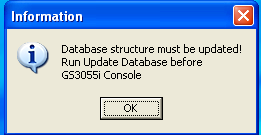 Information
Database structure must be updated!
Run Update Database before
GS3055i Console
OK